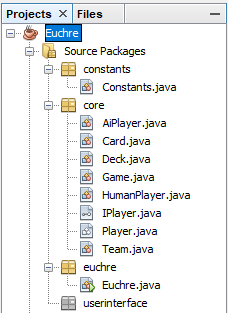 Projects × Files
Euchre
Source Packages
constants
Constants.java
core
AiPlayer.java
Card.java
Deck.java
Game.java
HumanPlayer.java
IPlayer.java
Player.java
Team.java
euchre
Euchre.java
userinterface